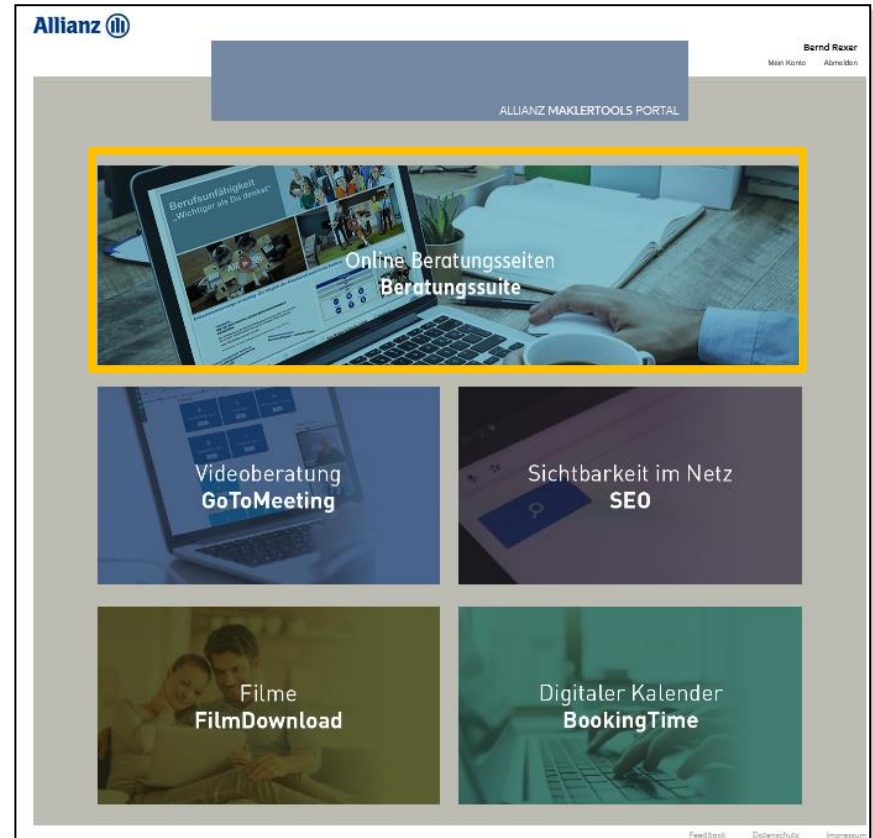 Allianz
Bernd Rexer
Mein Konto Abmelden
ALLIANZ MAKLERTOOLS PORTAL
Berufsunfähigkeit
„Wichtiger als Du denkst“
Online Beratungsseiten
Beratungssuite
Videoberatung
GoToMeeting
Sichtbarkeit im Netz
SEO
Filme
FilmDownload
Digitaler Kalender
BookingTime
Feedback Datenschutz Impressum